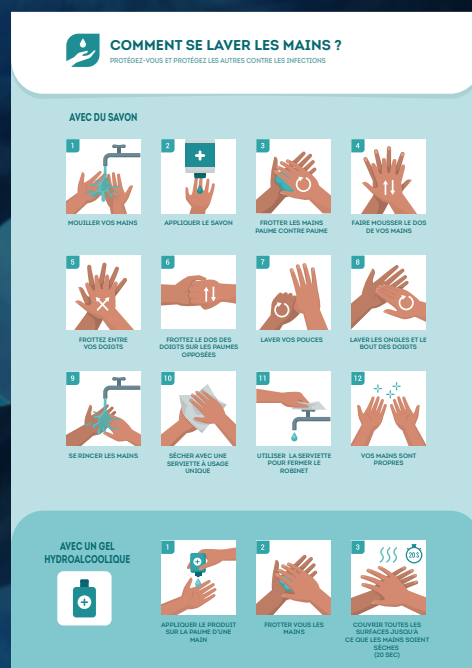 COMMENT SE LAVER LES MAINS ?
PROTÉGEZ-VOUS ET PROTÉGEZ LES AUTRES CONTRE LES INFECTIONS
AVEC DU SAVON
1
MOUILLER VOS MAINS
2
APPLIQUER LE SAVON
3
FROTTER LES MAINS
PAUME CONTRE PAUME
4
FAIRE MOUSSER LE DOS
DE VOS MAINS
5
FROTTEZ ENTRE
VOS DOIGTS
6
FROTTEZ LE DOS DES
DOIGTS SUR LES PAUMES
OPPOSÉES
7
LAVER VOS POUCES
8
LAVER LES ONGLES ET LE
BOUT DES DOIGTS
9
SE RINCER LES MAINS
10
SÉCHER AVEC UNE
SERVIETTE À USAGE
UNIQUE
11
UTILISER LA SERVIETTE
POUR FERMER LE
ROBINET
12
VOS MAINS SONT
PROPRES
AVEC UN GEL
HYDROALCOOLIQUE
1
APPLIQUER LE PRODUIT
SUR LA PAUME D'UNE
MAIN
2
FROTTER VOUS LES
MAINS
3
20 S
COUVRIR TOUTES LES
SURFACES JUSQU'À
CE QUE LES MAINS SOIENT
SÈCHES
(20 SEC)